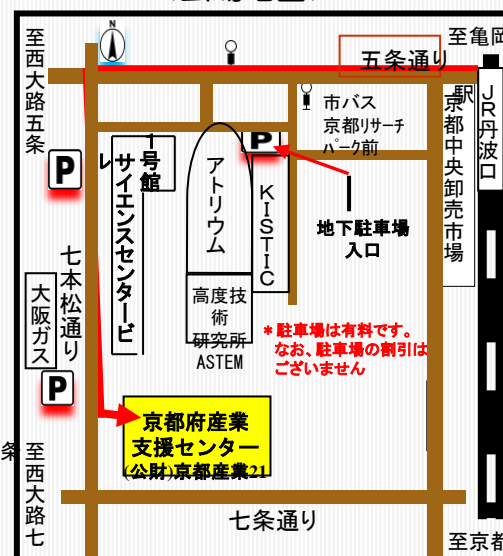 N
至亀岡
五条通り
至西大路五条
市バス
京都リサーチ
パーク前
JR丹波口
駅
京都中央卸売市場
P
P
1号館
サイエンスセンタービ
ル
アトリウム
KISTIC
地下駐車場
入口
七本松通り
大阪ガス
高度技
術
研究所
ASTEM
*駐車場は有料です。
なお、駐車場の割引は
ございません
P
京都府産業
支援センター
(公財)京都産業21
至西大路七
条
七条通り
至京都